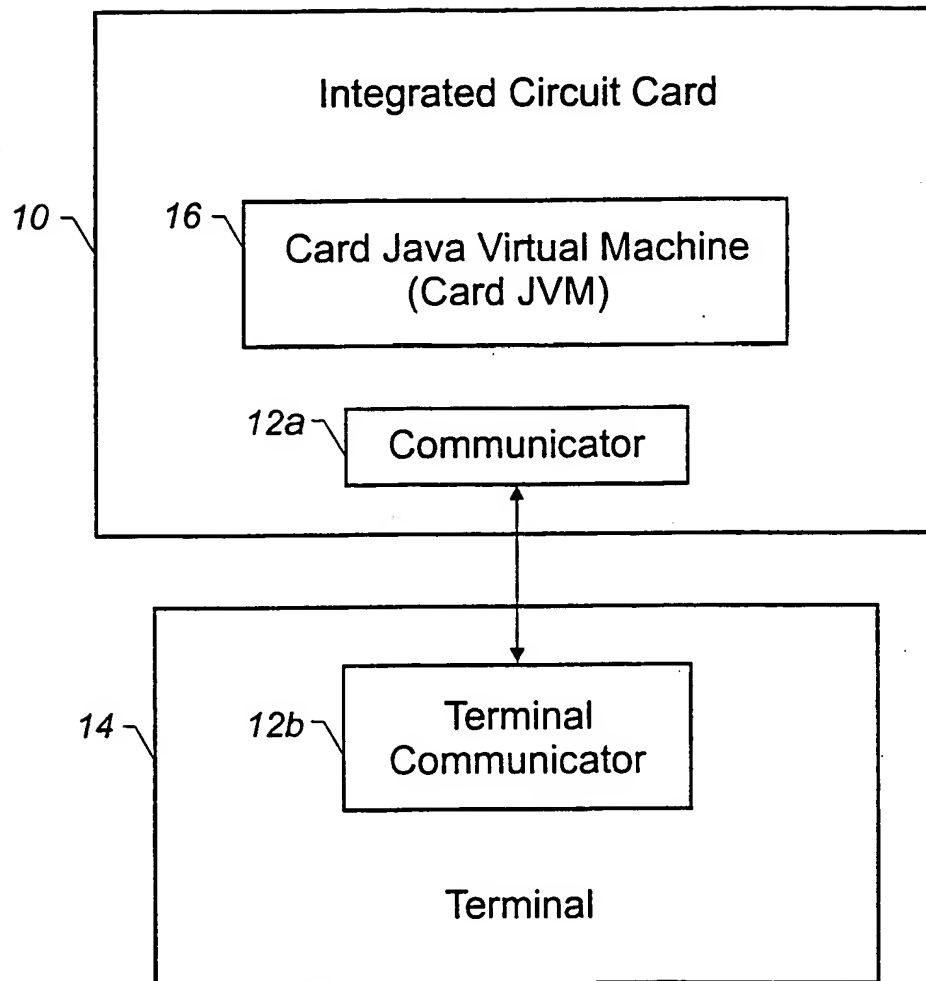 Integrated Circuit Card
10
16
Card Java Virtual Machine
(Card JVM)
12a
Communicator
14
12b
Terminal
Communicator
Terminal